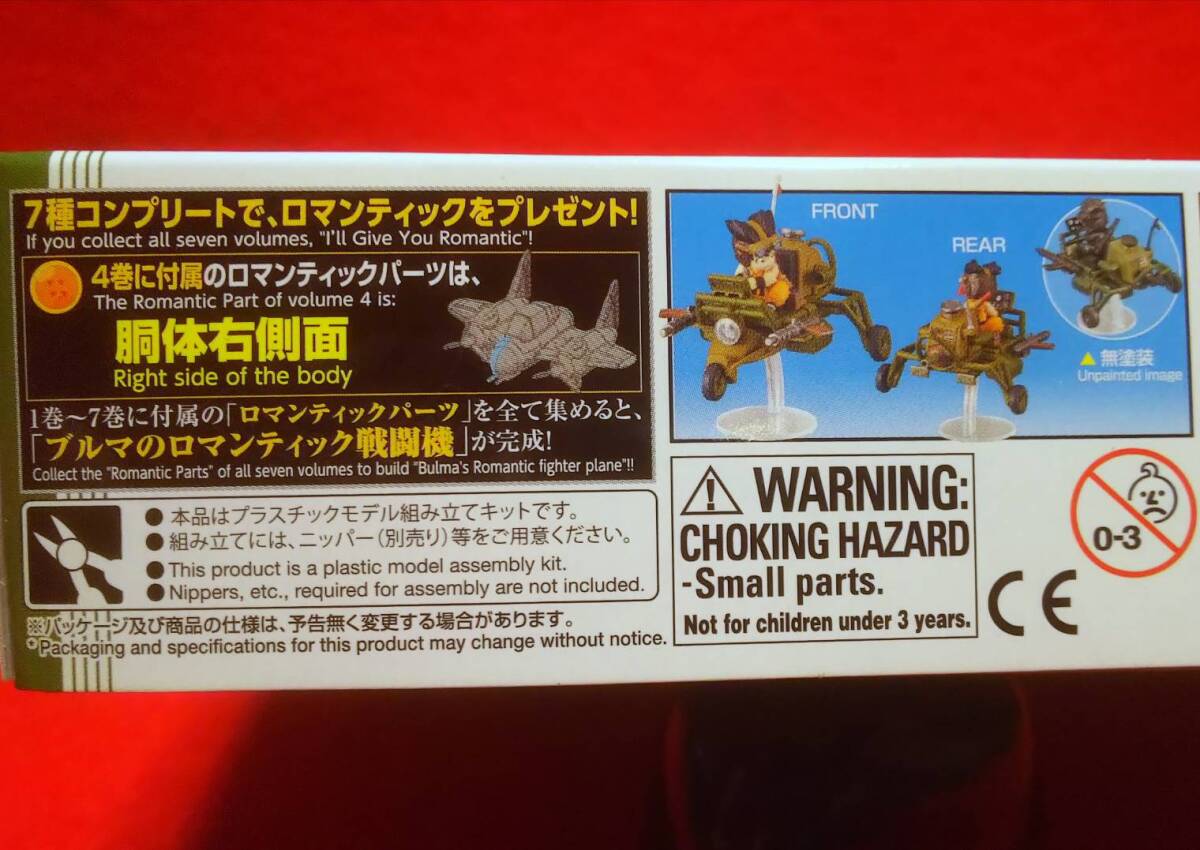 7種コンプリートで、ロマンティックをプレゼント!
If you collect all seven volumes, "I'll Give You Romantic"!
4巻に付属のロマンティックパーツは、
The Romantic Part of volume 4 is:
胴体右側面
Right side of the body
1巻〜7巻に付属の「ロマンティックパーツ」を全て集めると、
「ブルマのロマンティック戦闘機」が完成!
Collect the "Romantic Parts" of all seven volumes to build "Bulma's Romantic fighter plane"!!
● 本品はプラスチックモデル組み立てキットです。
● 組み立てには、ニッパー(別売り)等をご用意ください。
● This product is a plastic model assembly kit.
● Nippers, etc., required for assembly are not included.
※パッケージ及び商品の仕様は、予告無く変更する場合があります。
* Packaging and specifications for this product may change without notice.
FRONT
REAR
▲ 無塗装
Unpainted image
WARNING:
CHOKING HAZARD
-Small parts.
Not for children under 3 years.
CE
0-3